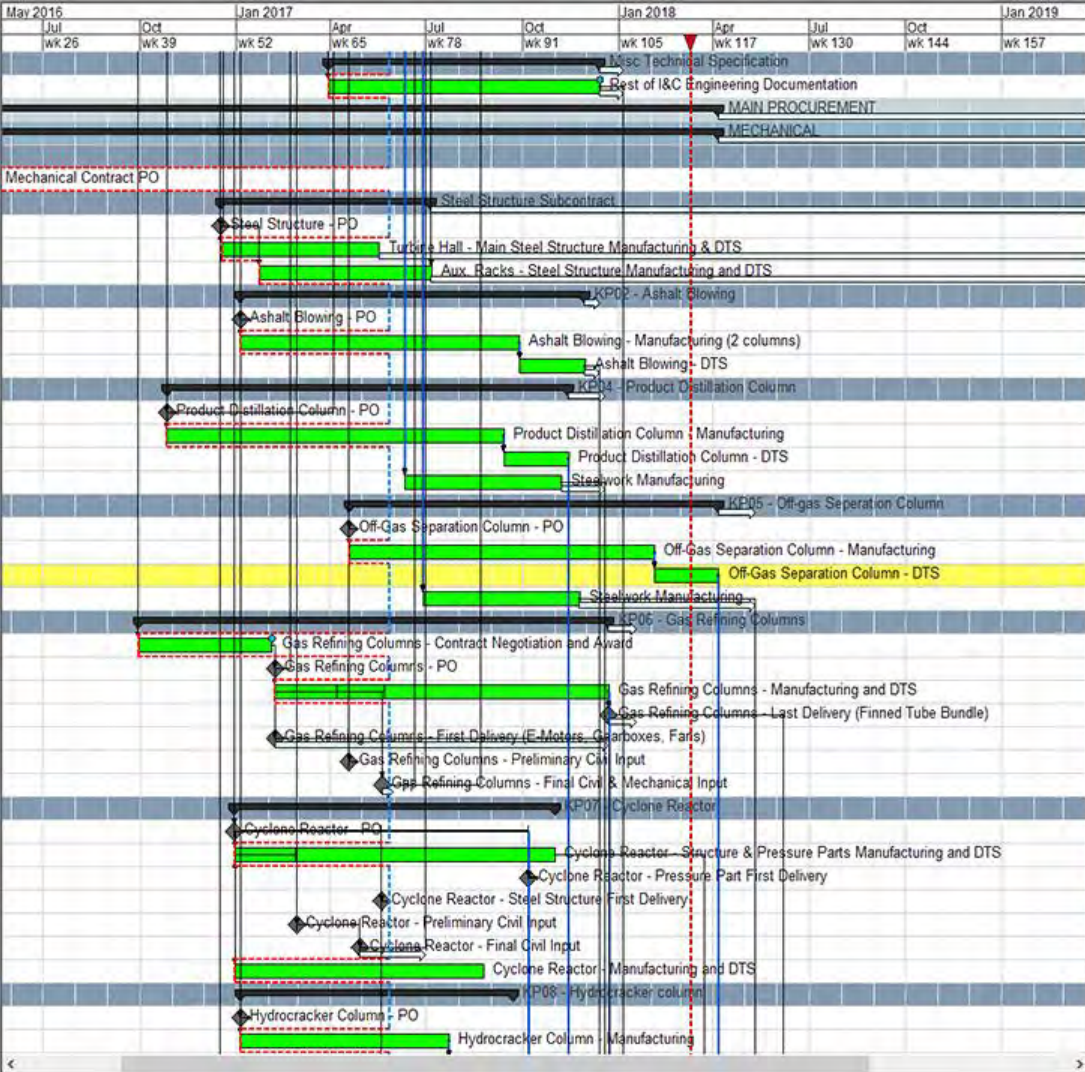 May 2016 Jan 2017 Jan 2018 Jan 2019
Jul Oct Apr Jul Oct Apr Jul Oct
wk 26 wk 39 wk 52 wk 65 wk 78 wk 91 wk 105 wk 117 wk 130 wk 144 wk 157
Misc Technical Specification
Rest of I&C Engineering Documentation
MAIN PROCUREMENT
MECHANICAL
Mechanical Contract PO
Steel Structure Subcontract
Steel Structure - PO
Turbine Hall - Main Steel Structure Manufacturing & DTS
Aux. Racks - Steel Structure Manufacturing and DTS
KP02 - Ashalt Blowing
Ashalt Blowing - PO
Ashalt Blowing - Manufacturing (2 columns)
Ashalt Blowing - DTS
KP04 - Product Distillation Column
Product Distillation Column - PO
Product Distillation Column - Manufacturing
Product Distillation Column - DTS
Steelwork Manufacturing
KP05 - Off-gas Seperation Column
Off-Gas Separation Column - PO
Off-Gas Separation Column - Manufacturing
Off-Gas Separation Column - DTS
Steelwork Manufacturing
KP06 - Gas Refining Columns
Gas Refining Columns - Contract Negotiation and Award
Gas Refining Columns - PO
Gas Refining Columns - Manufacturing and DTS
Gas Refining Columns - Last Delivery (Finned Tube Bundle)
Gas Refining Columns - First Delivery (E-Motors, Gearboxes, Fans)
Gas Refining Columns - Preliminary Civil Input
Gas Refining Columns - Final Civil & Mechanical Input
KP07 - Cyclone Reactor
Cyclone Reactor - PO
Cyclone Reactor - Structure & Pressure Parts Manufacturing and DTS
Cyclone Reactor - Pressure Part First Delivery
Cyclone Reactor - Steel Structure First Delivery
Cyclone Reactor - Preliminary Civil Input
Cyclone Reactor - Final Civil Input
Cyclone Reactor - Manufacturing and DTS
KP08 - Hydrocracker column
Hydrocracker Column - PO
Hydrocracker Column - Manufacturing